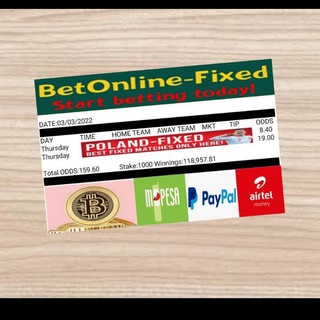 BetOnline-Fixed
Start betting today!
DATE:03/03/2022
DAY TIME HOME TEAM AWAY TEAM MKT TIP ODDS
Thursday 8.40
Thursday 19.00
POLAND-FIXED
BEST FIXED MATCHES ONLY HERE!
Total ODDS:159.60 Stake:1000 Winnings:118,957.81
M-PESA
PayPal
airtel
money